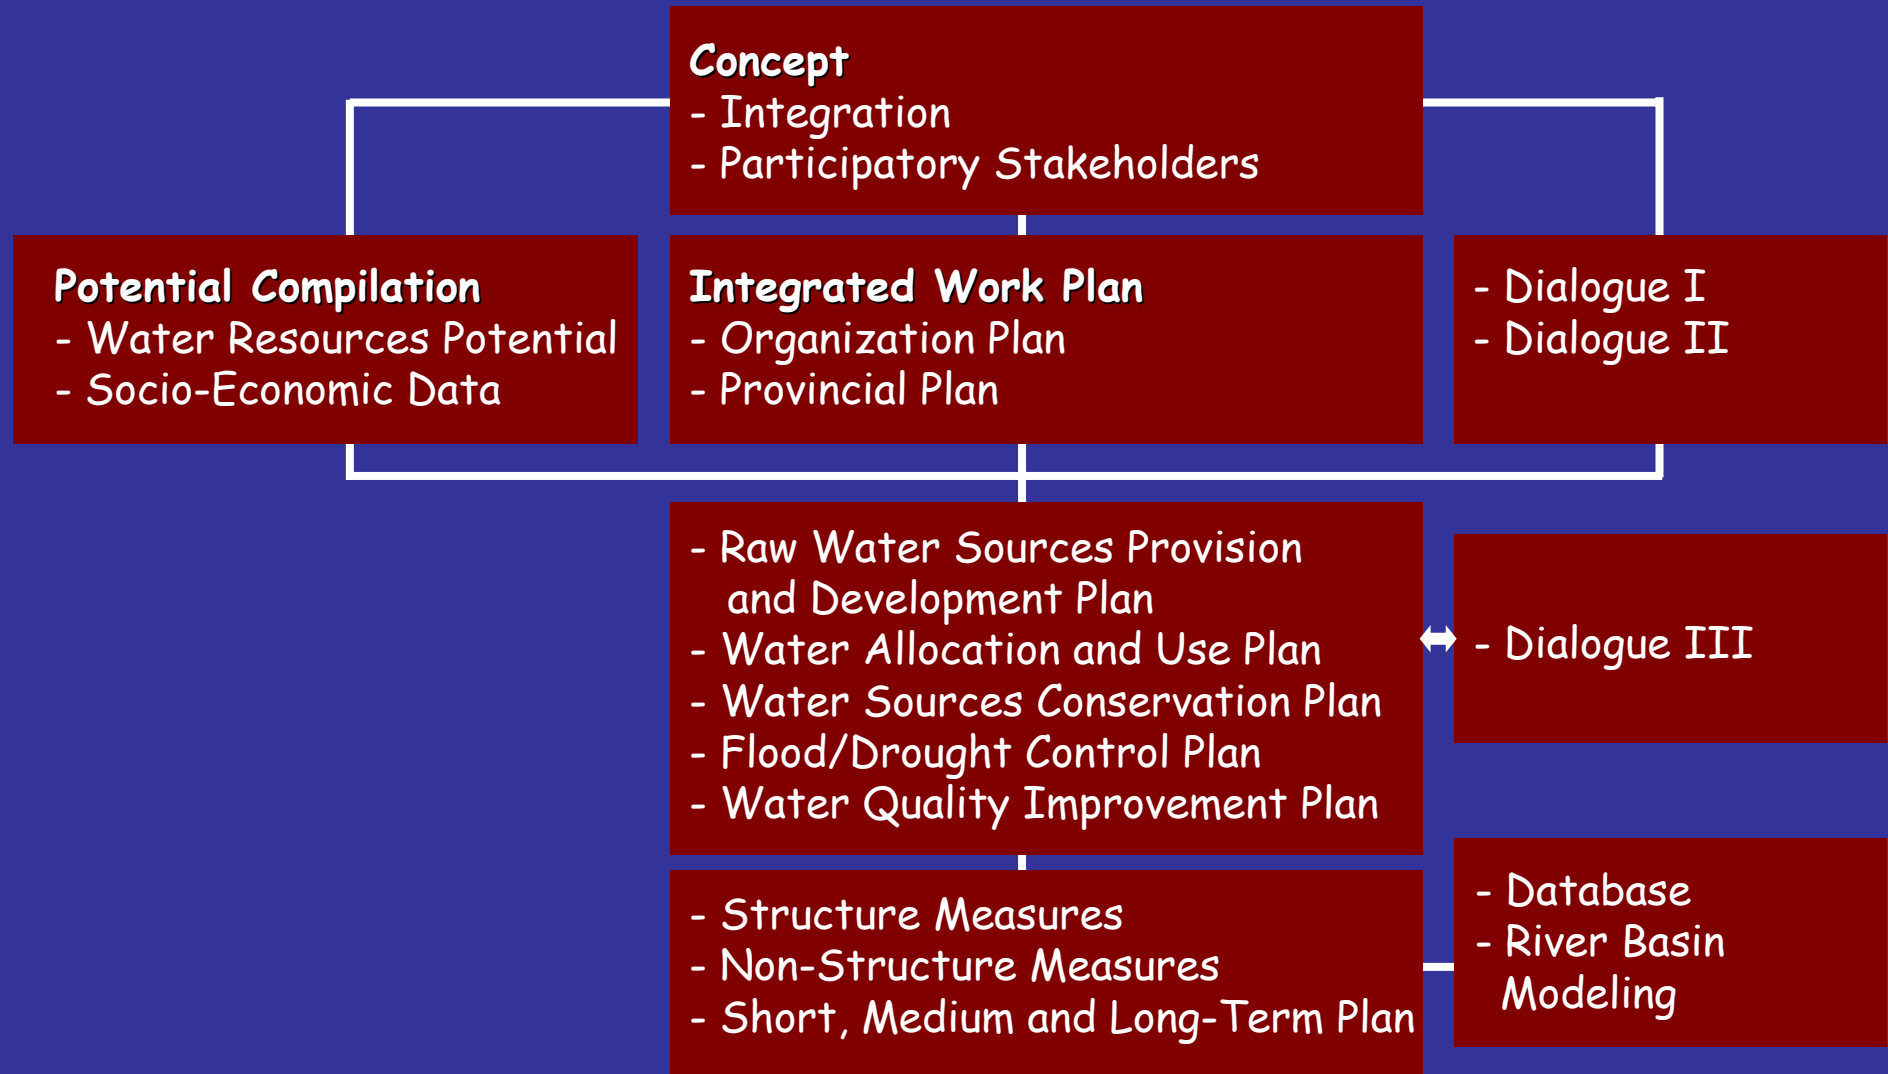 Concept
- Integration
- Participatory Stakeholders
Potential Compilation
- Water Resources Potential
- Socio-Economic Data
Integrated Work Plan
- Organization Plan
- Provincial Plan
- Dialogue I
- Dialogue II
- Raw Water Sources Provision
and Development Plan
- Water Allocation and Use Plan
- Water Sources Conservation Plan
- Flood/Drought Control Plan
- Water Quality Improvement Plan
- Dialogue III
- Structure Measures
- Non-Structure Measures
- Short, Medium and Long-Term Plan
- Database
- River Basin
Modeling